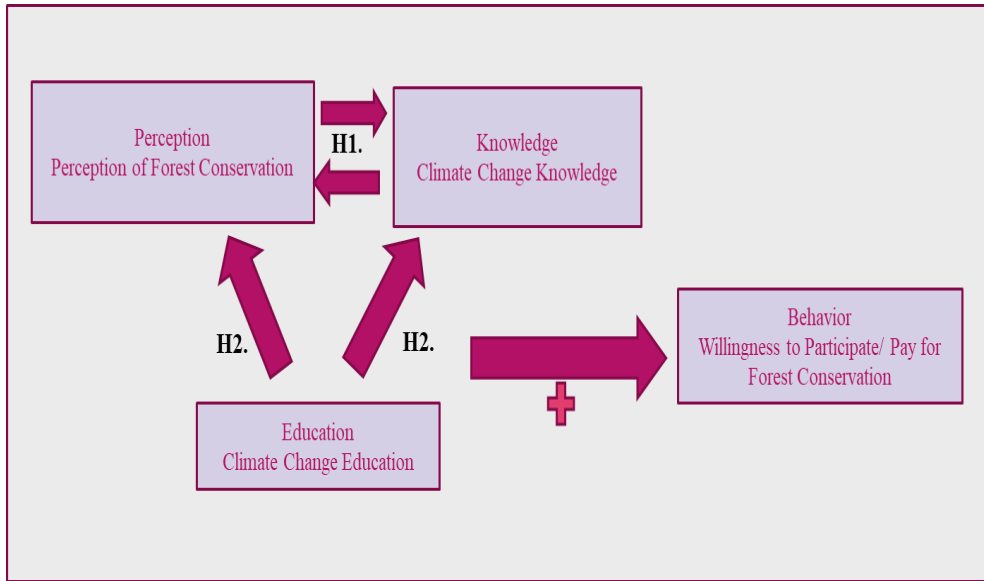 Perception
Perception of Forest Conservation
H1.
Knowledge
Climate Change Knowledge
H2.
H2.
Behavior
Willingness to Participate/ Pay for
Forest Conservation
Education
Climate Change Education